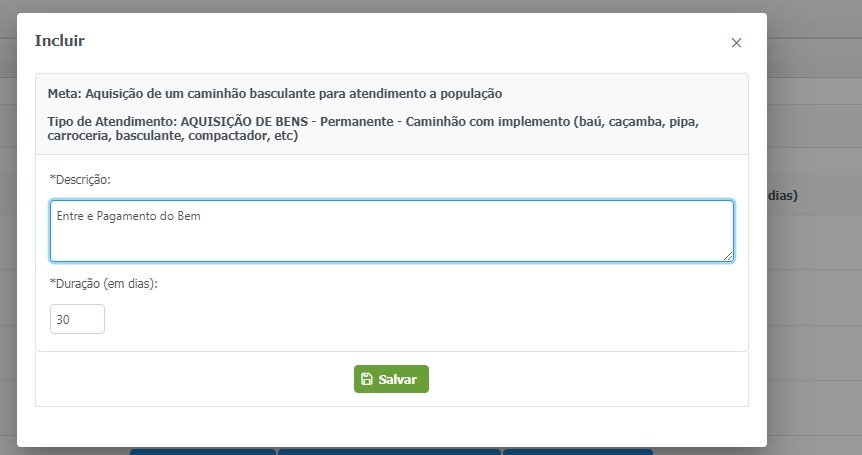 Incluir
×
Meta: Aquisição de um caminhão basculante para atendimento a população
Tipo de Atendimento: AQUISIÇÃO DE BENS - Permanente - Caminhão com implemento (baú, caçamba, pipa,
carroceria, basculante, compactador, etc)
dias)
*Descrição:
Entre e Pagamento do Bem
*Duração (em dias):
30
Salvar